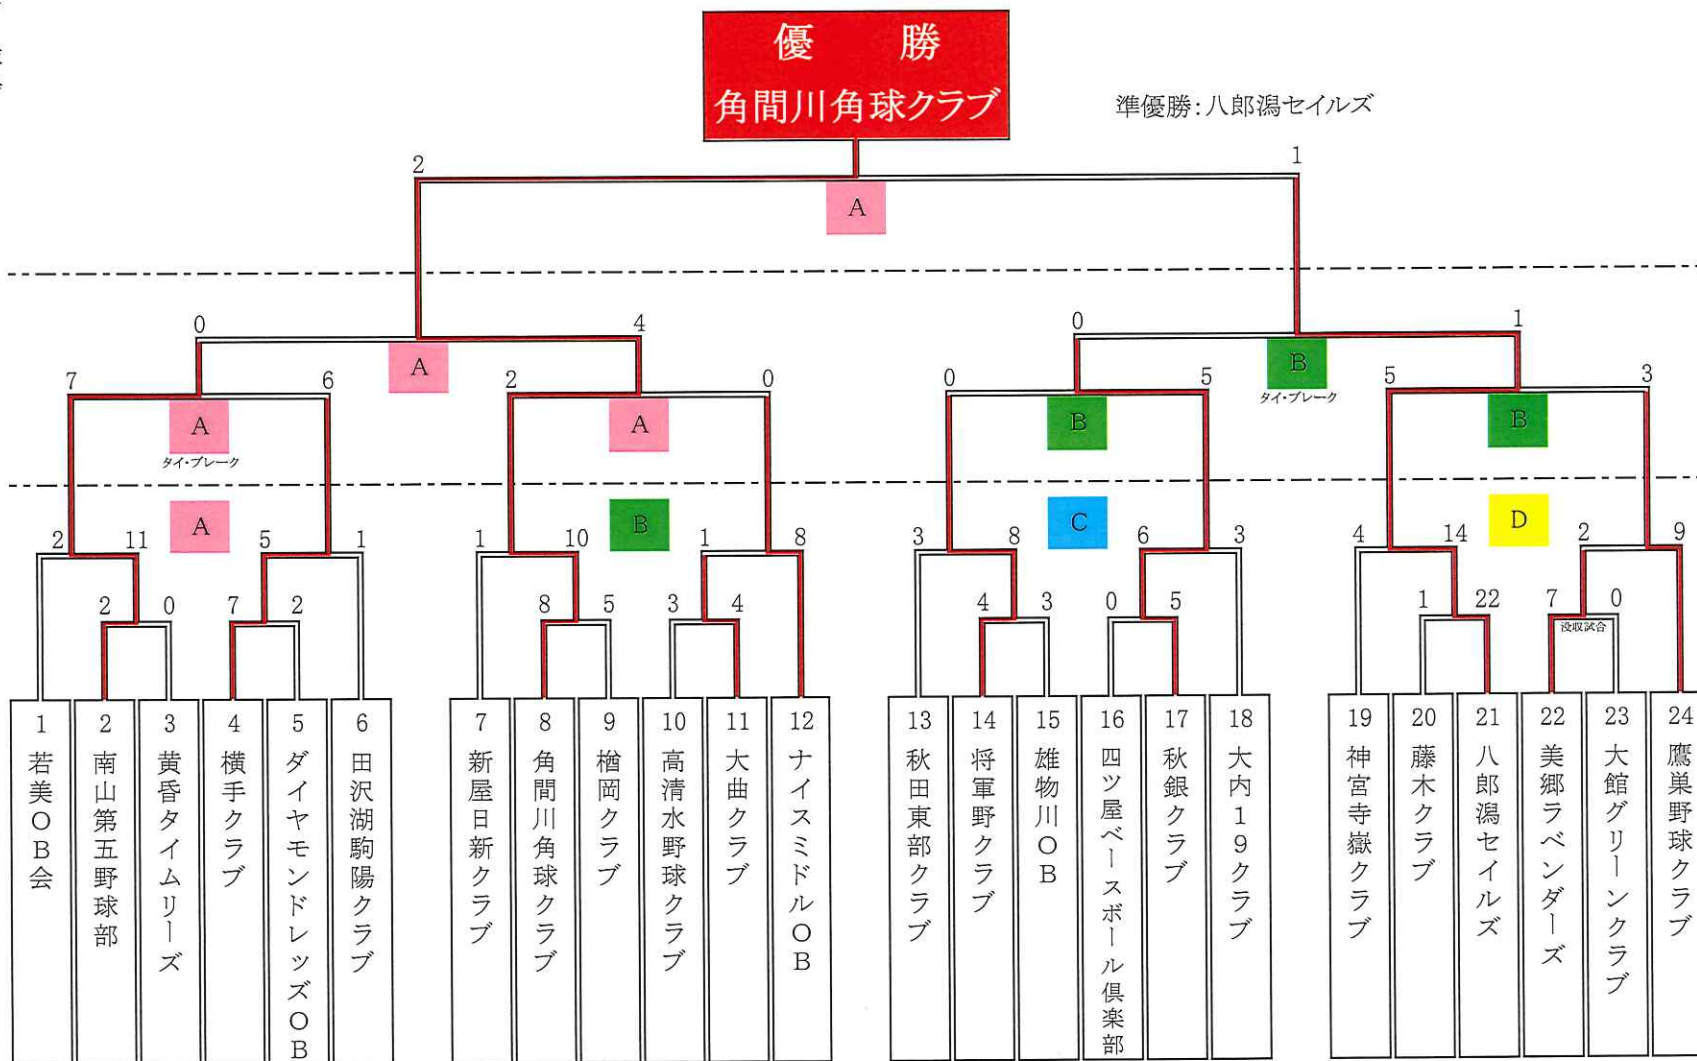 優　勝
角間川角球クラブ
準優勝：八郎潟セイルズ
2
1
A
0
4
0
1
A
B
タイ・ブレーク
7
6
2
0
0
5
5
3
A
タイ・ブレーク
A
B
B
A
B
C
D
2
11
5
1
1
10
1
8
3
8
6
3
4
14
2
9
2
0
7
2
8
5
3
4
4
3
0
5
1
22
7
0
没収試合
1
若美OB会
2
南山第五野球部
3
黄昏タイムリーズ
4
横手クラブ
5
ダイヤモンドレッズOB
6
田沢湖駒陽クラブ
7
新屋日新クラブ
8
角間川角球クラブ
9
楢岡クラブ
10
高清水野球クラブ
11
大曲クラブ
12
ナイスミドルOB
13
秋田東部クラブ
14
将軍野クラブ
15
雄物川OB
16
四ツ屋ベースボール倶楽部
17
秋銀クラブ
18
大内19クラブ
19
神宮寺嶽クラブ
20
藤木クラブ
21
八郎潟セイルズ
22
美郷ラベンダーズ
23
大館グリーンクラブ
24
鷹巣野球クラブ